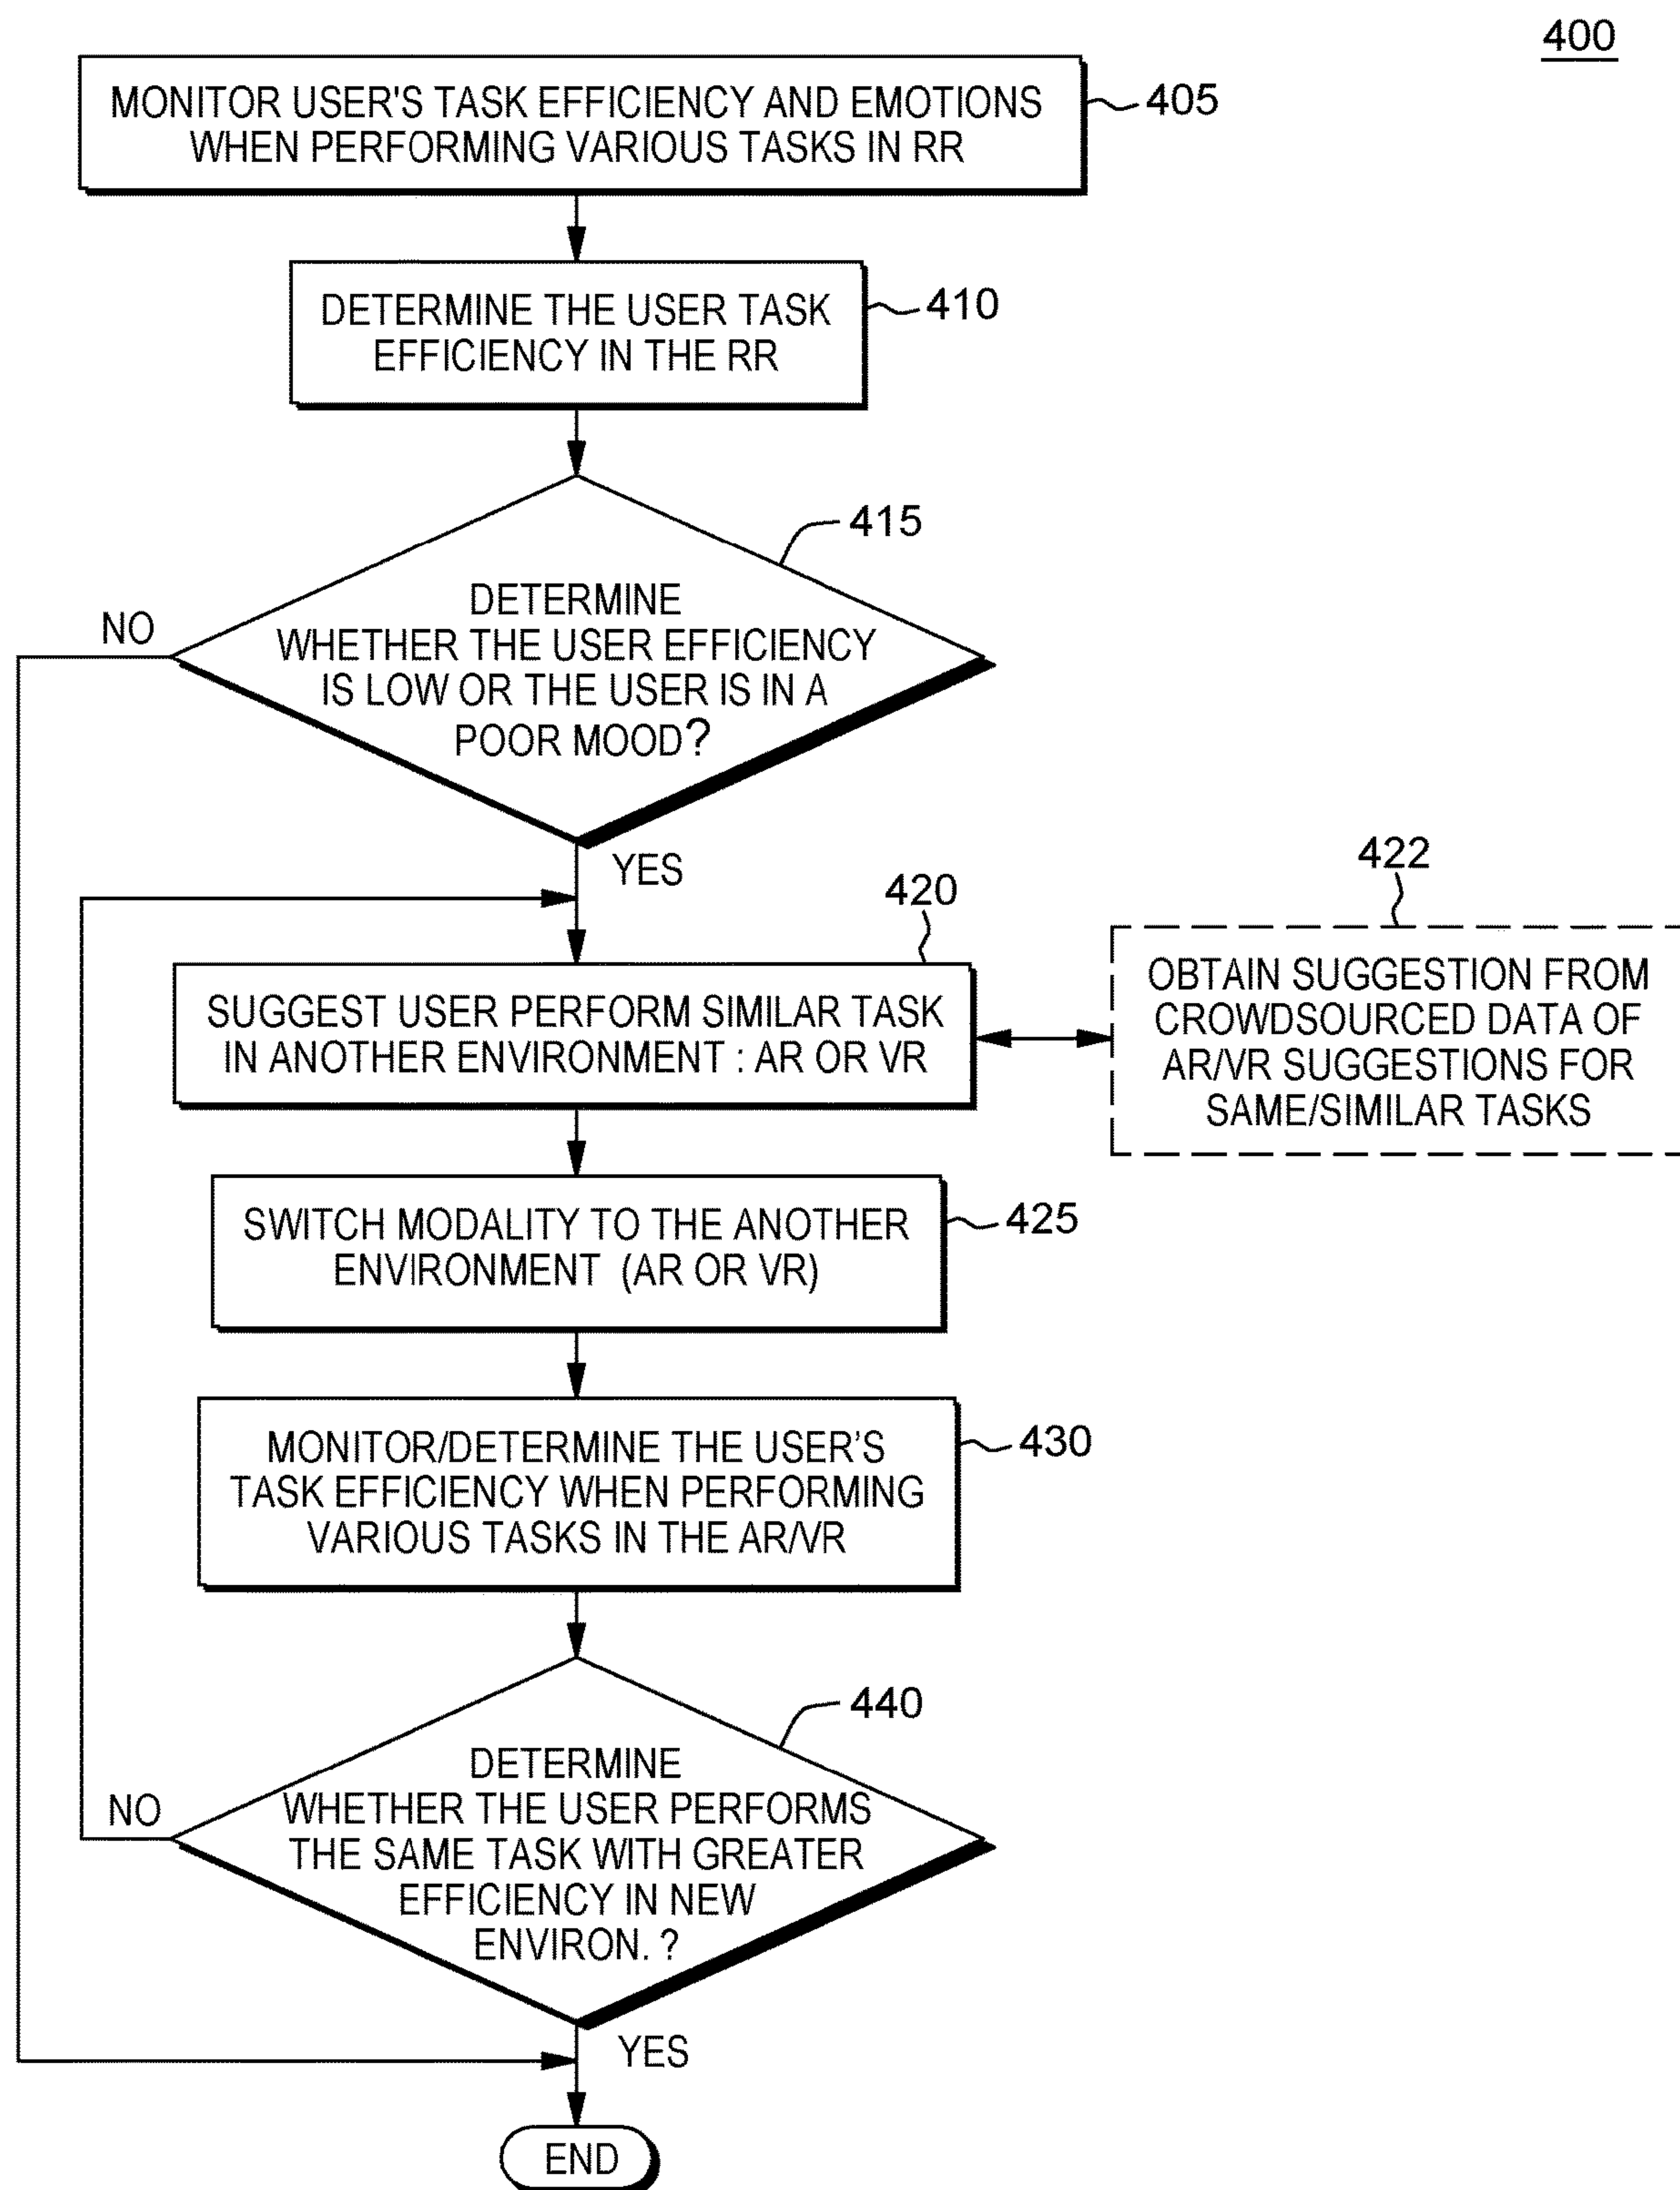 400
MONITOR USER'S TASK EFFICIENCY AND EMOTIONS
WHEN PERFORMING VARIOUS TASKS IN RR
405
DETERMINE THE USER TASK
EFFICIENCY IN THE RR
410
415
DETERMINE
WHETHER THE USER EFFICIENCY
IS LOW OR THE USER IS IN A
POOR MOOD?
NO
YES
420
SUGGEST USER PERFORM SIMILAR TASK
IN ANOTHER ENVIRONMENT : AR OR VR
422
OBTAIN SUGGESTION FROM
CROWDSOURCED DATA OF
AR/VR SUGGESTIONS FOR
SAME/SIMILAR TASKS
SWITCH MODALITY TO THE ANOTHER
ENVIRONMENT (AR OR VR)
425
MONITOR/DETERMINE THE USER'S
TASK EFFICIENCY WHEN PERFORMING
VARIOUS TASKS IN THE AR/VR
430
440
DETERMINE
WHETHER THE USER PERFORMS
THE SAME TASK WITH GREATER
EFFICIENCY IN NEW
ENVIRON. ?
NO
YES
END